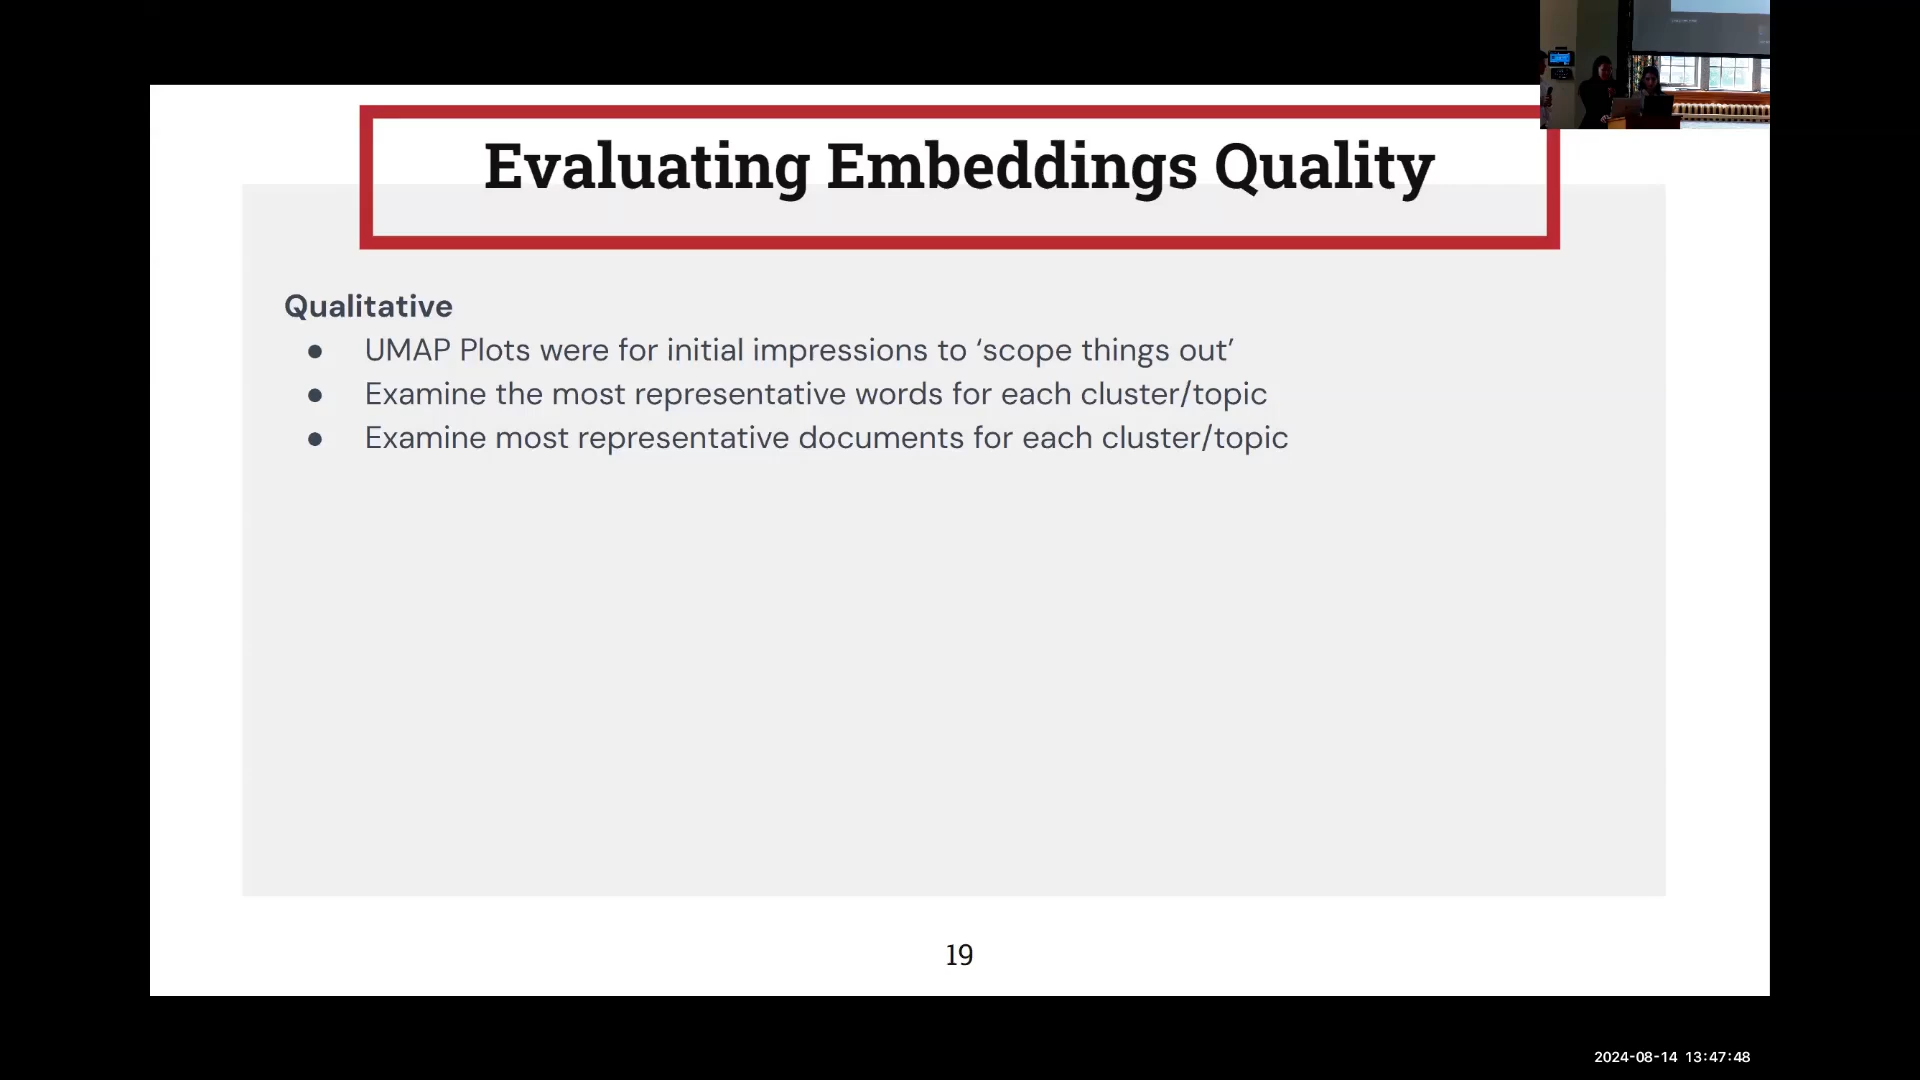 Evaluating Embeddings Quality
Qualitative
● UMAP Plots were for initial impressions to ‘scope things out’
● Examine the most representative words for each cluster/topic
● Examine most representative documents for each cluster/topic
19
2024-08-14 13:47:48